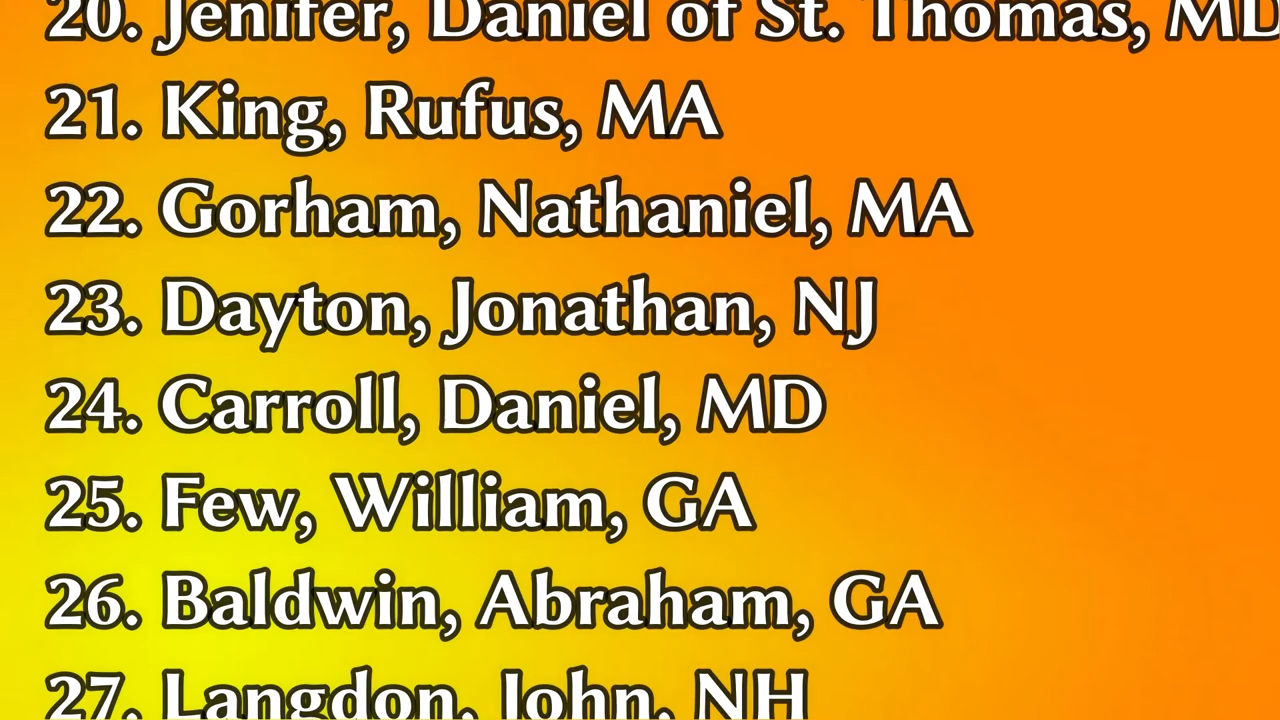 20. Jenifer, Daniel of St. Thomas, MD
21. King, Rufus, MA
22. Gorham, Nathaniel, MA
23. Dayton, Jonathan, NJ
24. Carroll, Daniel, MD
25. Few, William, GA
26. Baldwin, Abraham, GA
27. Langdon, John, NH